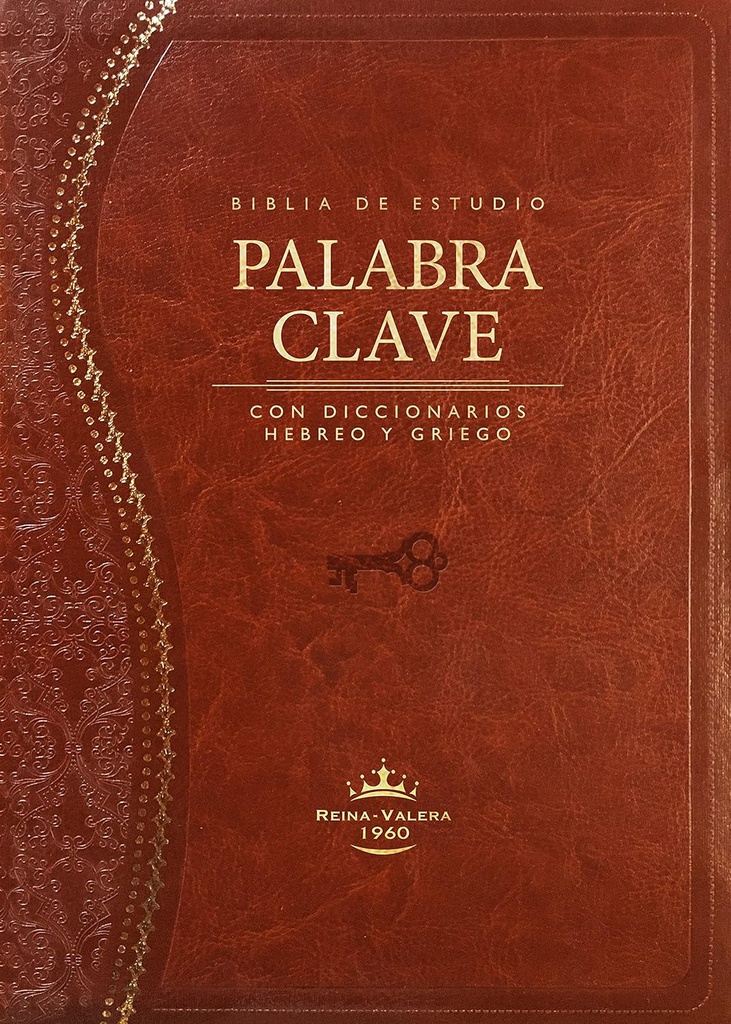 BIBLIA DE ESTUDIO
PALABRA
CLAVE
CON DICCIONARIOS
HEBREO Y GRIEGO
REINA-VALERA
1960